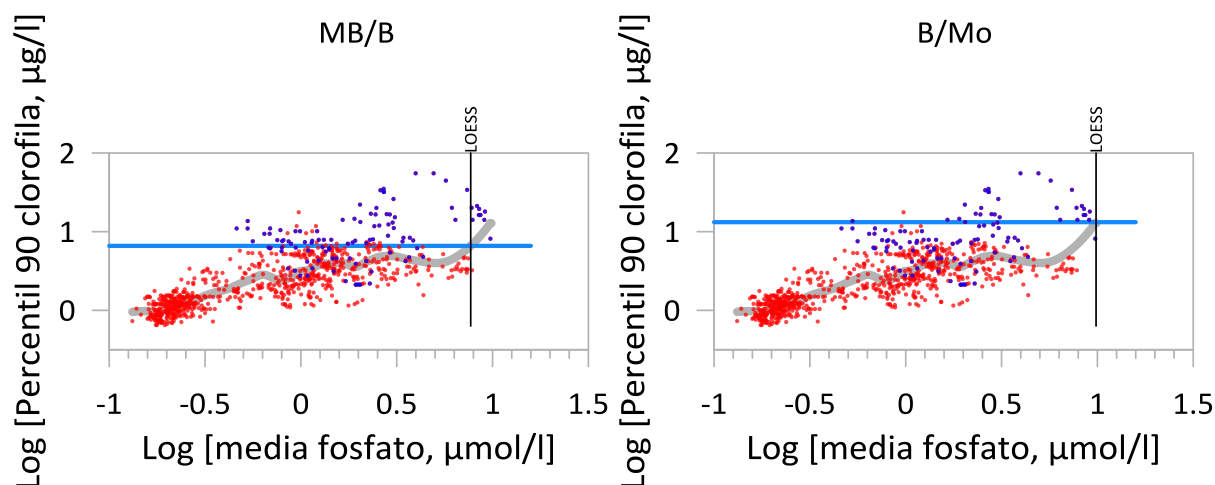 MB/B
Log [Percentil 90 clorofila, µg/l]
LOESS
2
1
0
-1
-0.5
0
0.5
1
1.5
Log [media fosfato, µmol/l]
B/Mo
Log [Percentil 90 clorofila, µg/l]
LOESS
2
1
0
-1
-0.5
0
0.5
1
1.5
Log [media fosfato, µmol/l]